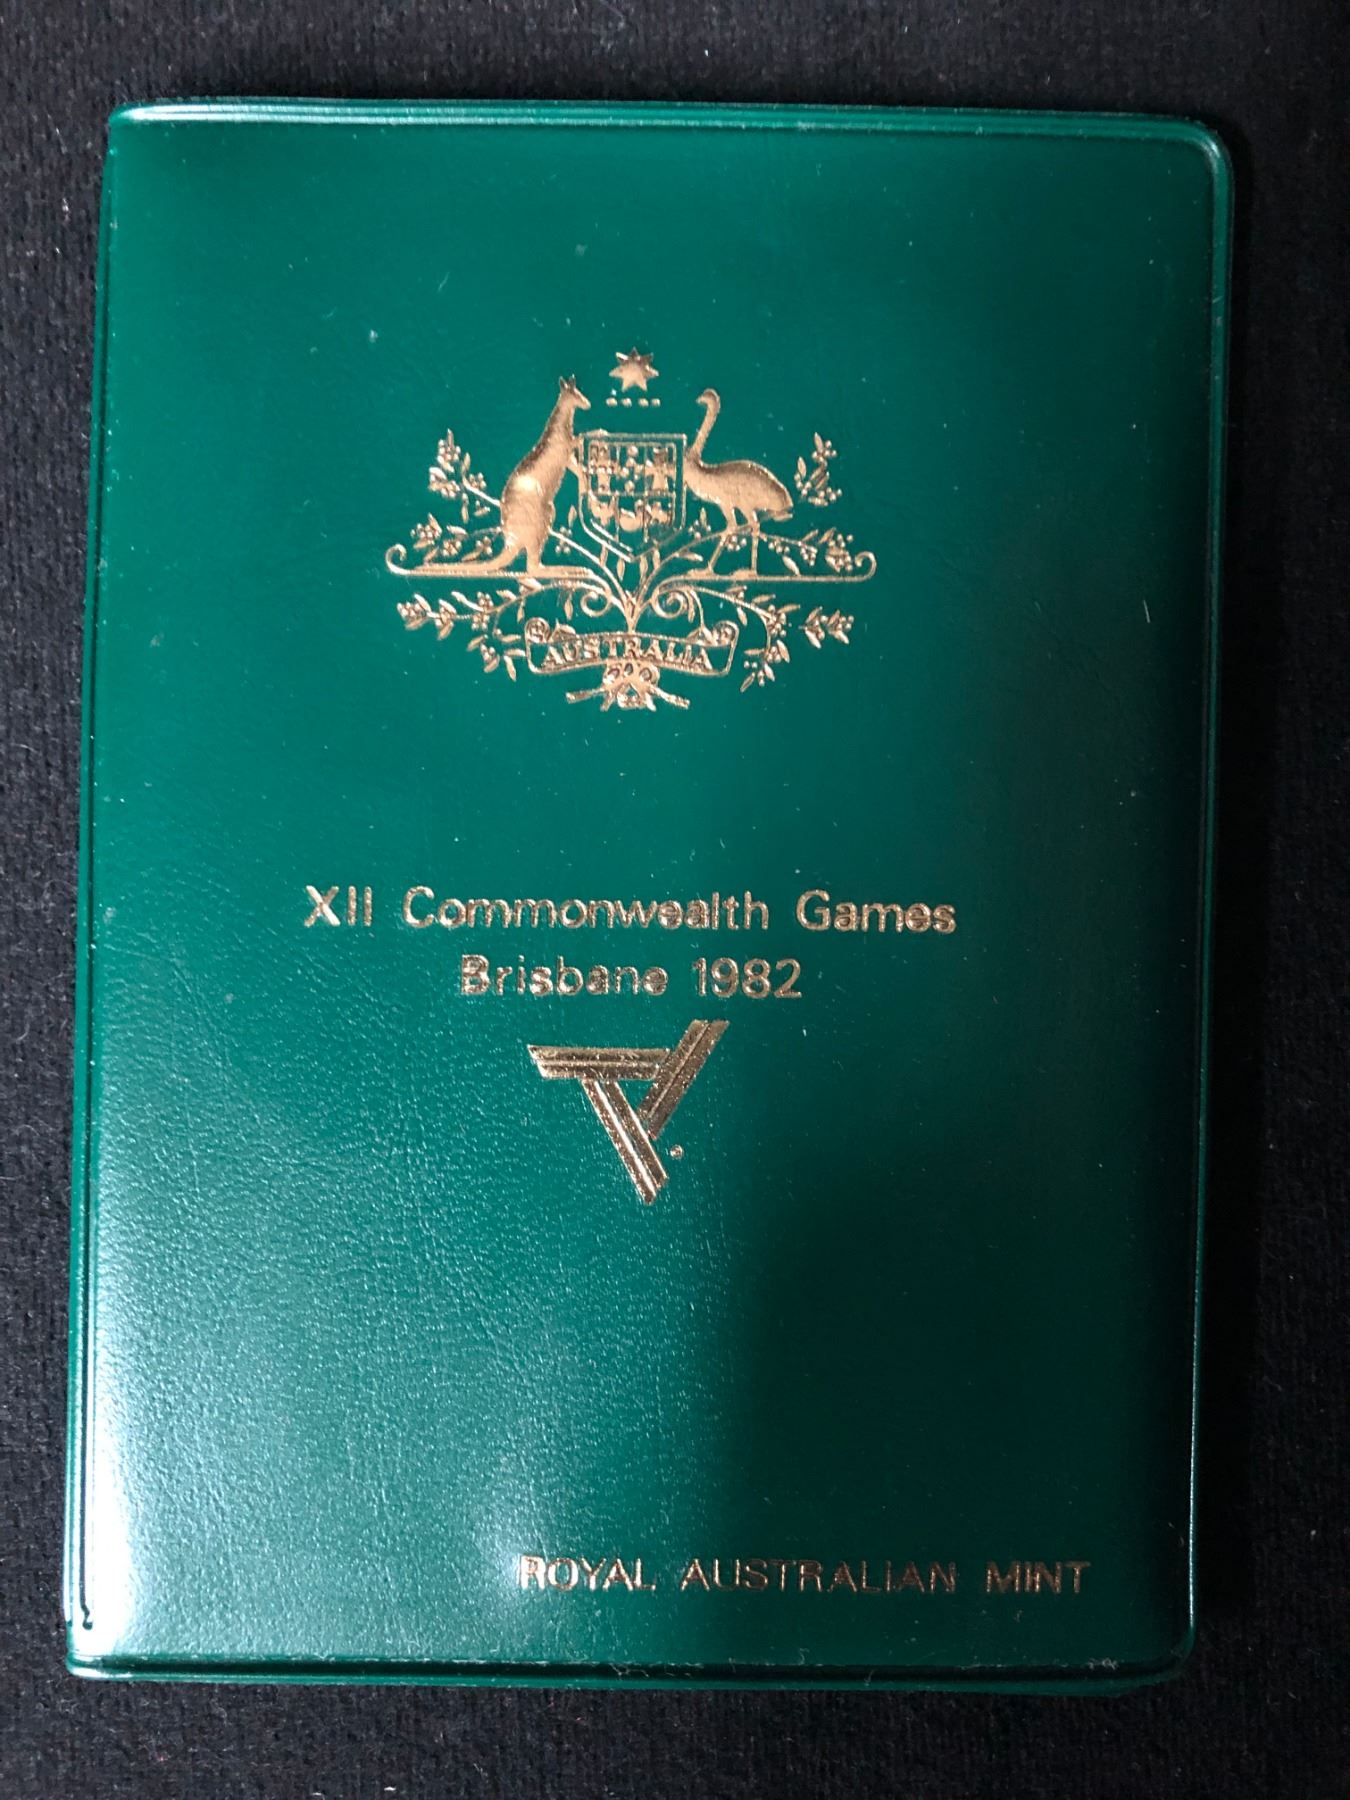 AUSTRALIA
XII Commonwealth Games
Brisbane 1982
ROYAL AUSTRALIAN MINT